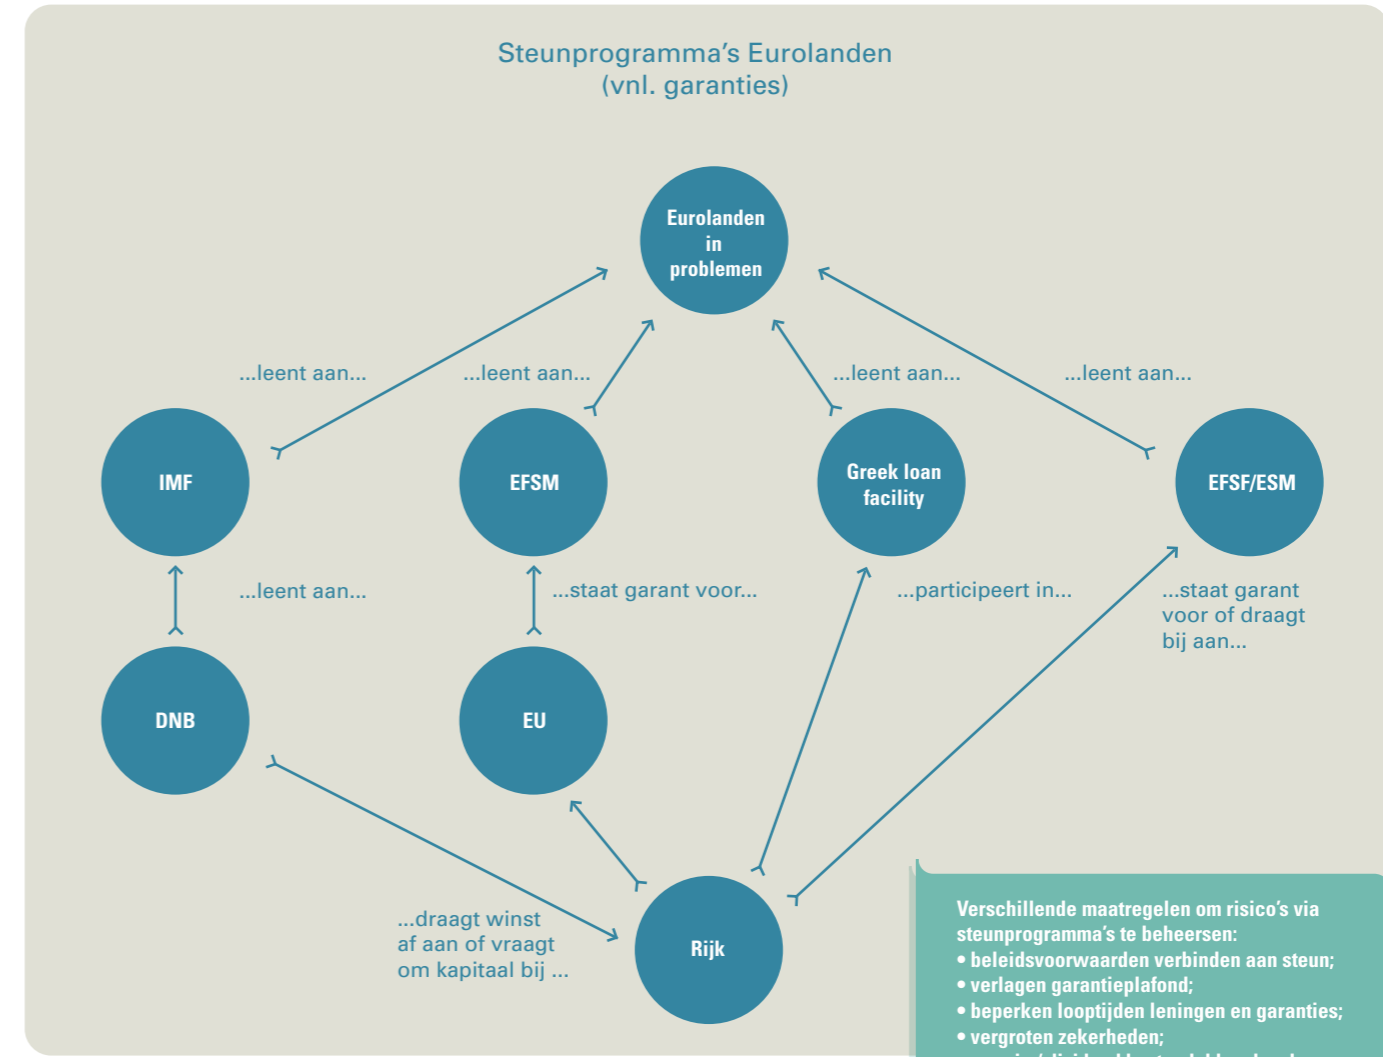 Steunprogramma's Eurolanden
(vnl. garanties)
Eurolanden
in
problemen
...leent aan...
...leent aan...
...leent aan...
...leent aan...
IMF
EFSM
Greek loan
facility
EFSF/ESM
...leent aan...
...staat garant voor...
...participeert in...
...staat garant
voor of draagt
bij aan...
DNB
EU
...draagt winst
af aan of vraagt
om kapitaal bij ...
Rijk
Verschillende maatregelen om risico's via
steunprogramma's te beheersen:
• beleidsvoorwaarden verbinden aan steun;
• verlagen garantieplafond;
• beperken looptijden leningen en garanties;
• vergroten zekerheden;